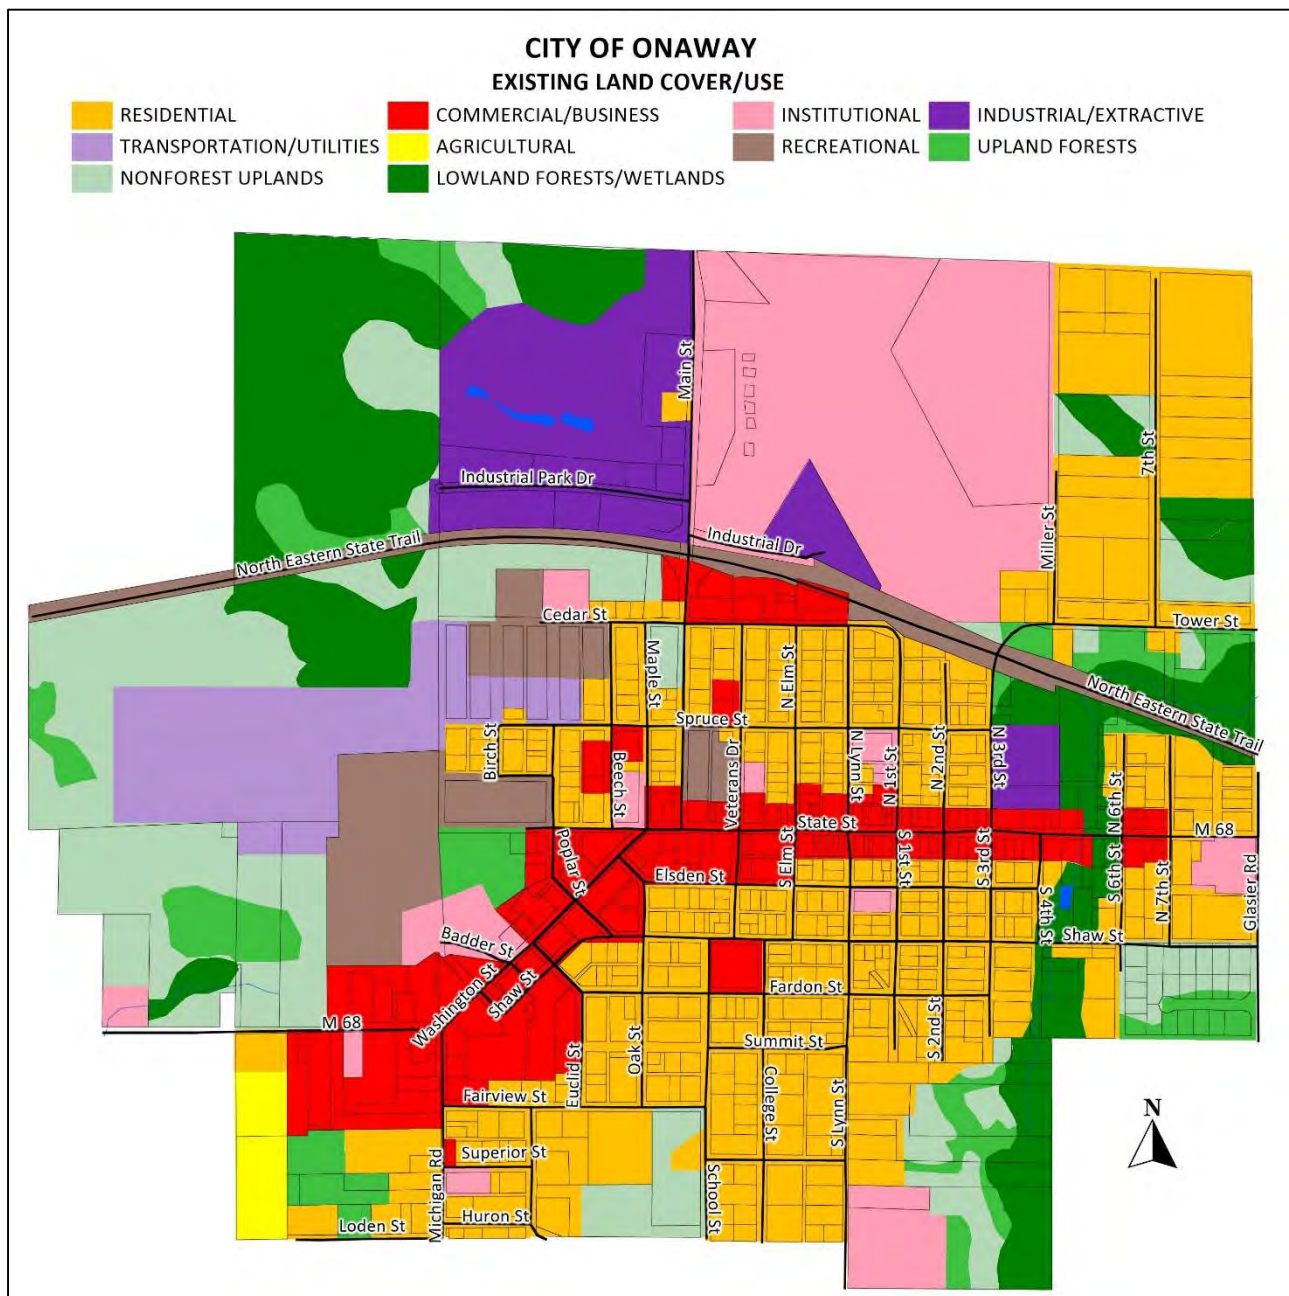 CITY OF ONAWAY
EXISTING LAND COVER/USE
RESIDENTIAL
COMMERCIAL/BUSINESS
INSTITUTIONAL
INDUSTRIAL/EXTRACTIVE
TRANSPORTATION/UTILITIES
AGRICULTURAL
RECREATIONAL
UPLAND FORESTS
NONFOREST UPLANDS
LOWLAND FORESTS/WETLANDS
Main St
7th St
Industrial Park Dr
Miller St
North Eastern State Trail
Industrial Dr
Cedar St
Tower St
Maple St
N Elm St
North Eastern State Trail
Spruce St
Birch St
Beech St
Veterans Dr
N Lynn St
N 1st St
N 2nd St
N 3rd St
N 6th St
State St
M 68
Poplar St
Elsden St
S Elm St
S 1st St
S 3rd St
S 4th St
S 6th St
N 7th St
Glasier Rd
Badder St
Shaw St
Washington St
Shaw St
Fardon St
M 68
Oak St
Summit St
S 2nd St
Euclid St
College St
S Lynn St
Fairview St
N
Superior St
Michigan Rd
School St
Huron St
Loden St